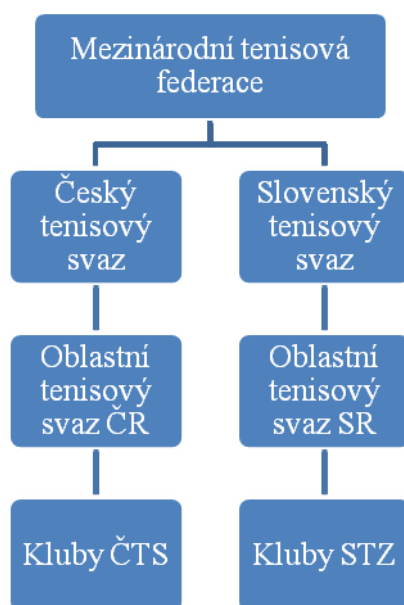 Mezinárodní tenisová
federace
Český
tenisový
svaz
Slovenský
tenisový
svaz
Oblastní
tenisový
svaz ČR
Oblastní
tenisový
svaz SR
Kluby ČTS
Kluby STZ